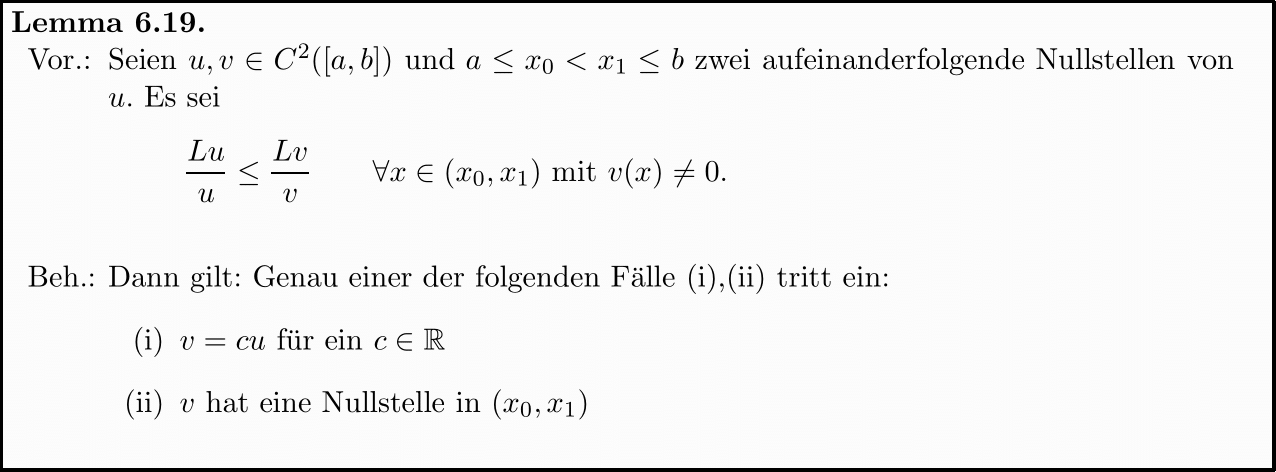 Lemma 6.19.
Vor.: Seien u, v ∈ C²([a, b]) und a ≤ x₀ < x₁ ≤ b zwei aufeinanderfolgende Nullstellen von
u. Es sei
Lu/u ≤ Lv/v ∀x ∈ (x₀, x₁) mit v(x) ≠ 0.
Beh.: Dann gilt: Genau einer der folgenden Fälle (i),(ii) tritt ein:
(i) v = cu für ein c ∈ ℝ
(ii) v hat eine Nullstelle in (x₀, x₁)